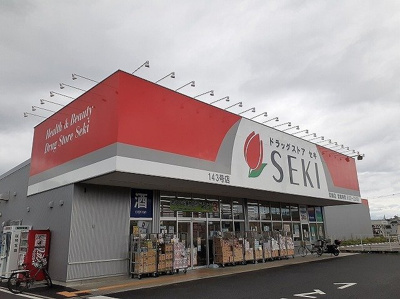 Health & Beauty
Drug Store Seki
ドラッグストア セキ
SEKI
143号店
酒